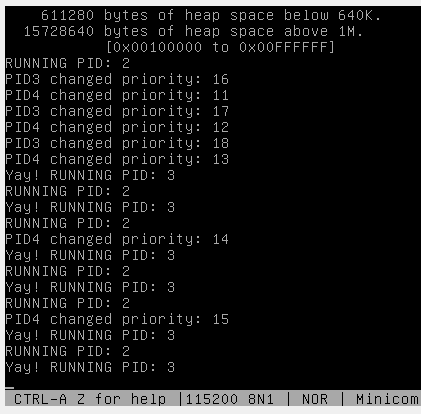 611280 bytes of heap space below 640K.
15728640 bytes of heap space above 1M.
[0x00100000 to 0x00FFFFFF]
RUNNING PID: 2
PID3 changed priority: 16
PID4 changed priority: 11
PID3 changed priority: 17
PID4 changed priority: 12
PID3 changed priority: 18
PID4 changed priority: 13
Yay! RUNNING PID: 3
RUNNING PID: 2
Yay! RUNNING PID: 3
RUNNING PID: 2
PID4 changed priority: 14
Yay! RUNNING PID: 3
RUNNING PID: 2
Yay! RUNNING PID: 3
RUNNING PID: 2
PID4 changed priority: 15
Yay! RUNNING PID: 3
RUNNING PID: 2
Yay! RUNNING PID: 3
CTRL-A Z for help |115200 8N1 | NOR | Minicom